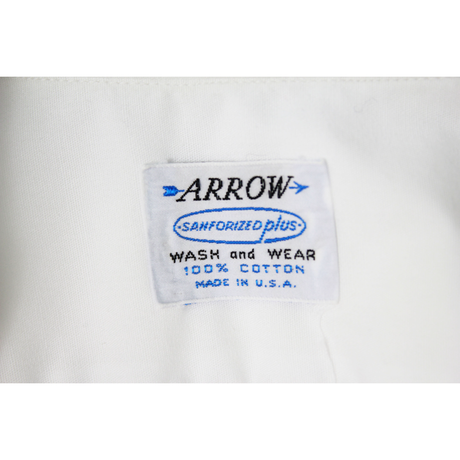 ARROW
SANFORIZED plus
WASH and WEAR
100% COTTON
MADE IN U.S.A.